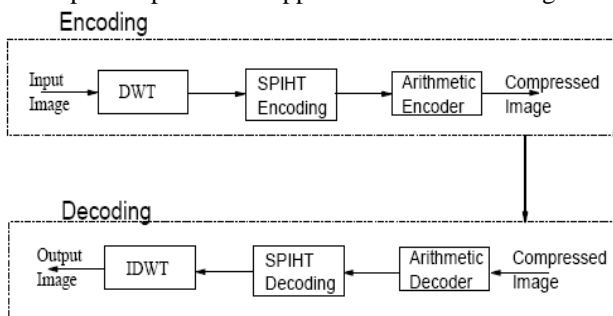 Encoding
Input
Image
DWT
SPIHT
Encoding
Arithmetic
Encoder
Compressed
Image
Decoding
Output
Image
IDWT
SPIHT
Decoding
Arithmetic
Decoder
Compressed
Image